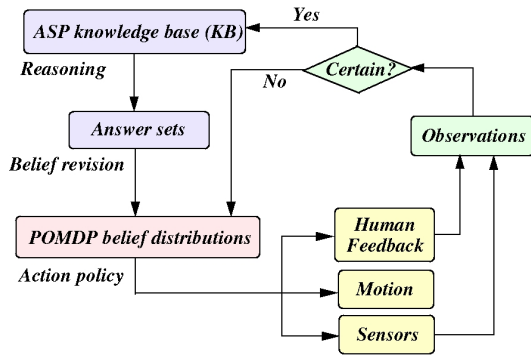 Yes
ASP knowledge base (KB)
Reasoning
Certain?
No
Answer sets
Observations
Belief revision
POMDP belief distributions
Human
Feedback
Action policy
Motion
Sensors